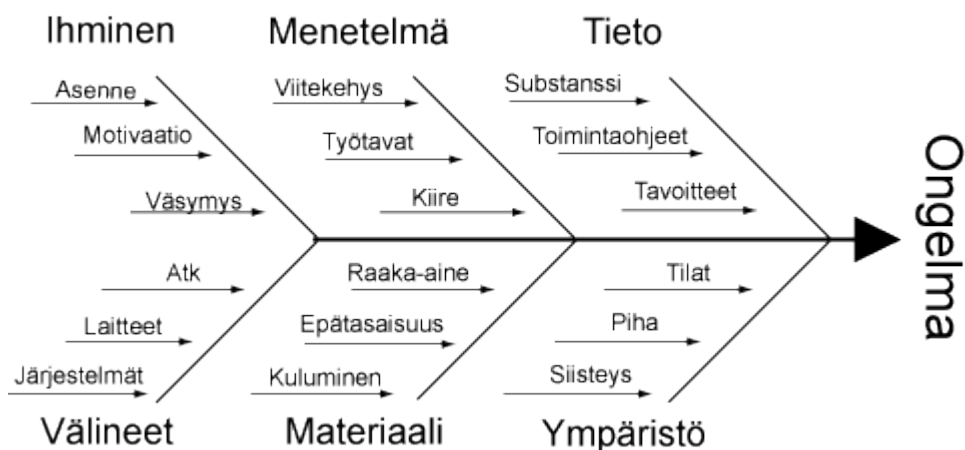 Ihminen
Menetelmä
Tieto
Asenne
Motivaatio
Väsymys
Viitekehys
Työtavat
Kiire
Substanssi
Toimintaohjeet
Tavoitteet
Ongelma
Atk
Laitteet
Järjestelmät
Raaka-aine
Epätasaisuus
Kuluminen
Tilat
Piha
Siisteys
Välineet
Materiaali
Ympäristö